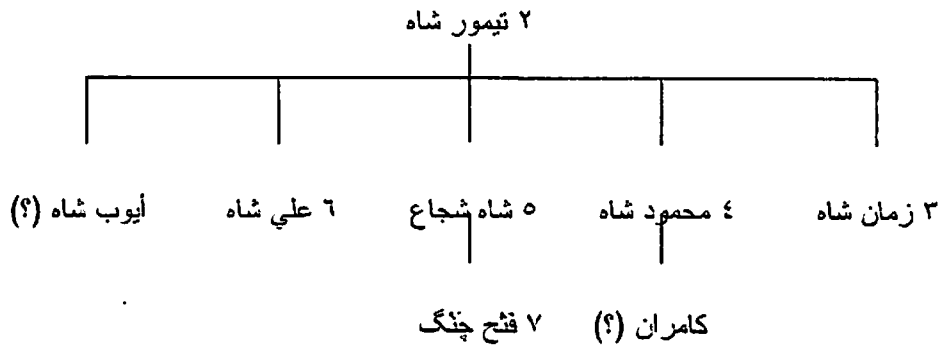 ٢ تيمور شاه
٣ زمان شاه ٤ محمود شاه ٥ شاه شجاع ٦ علي شاه أيوب شاه (؟)
كامران (؟) ٧ فتح چنگ